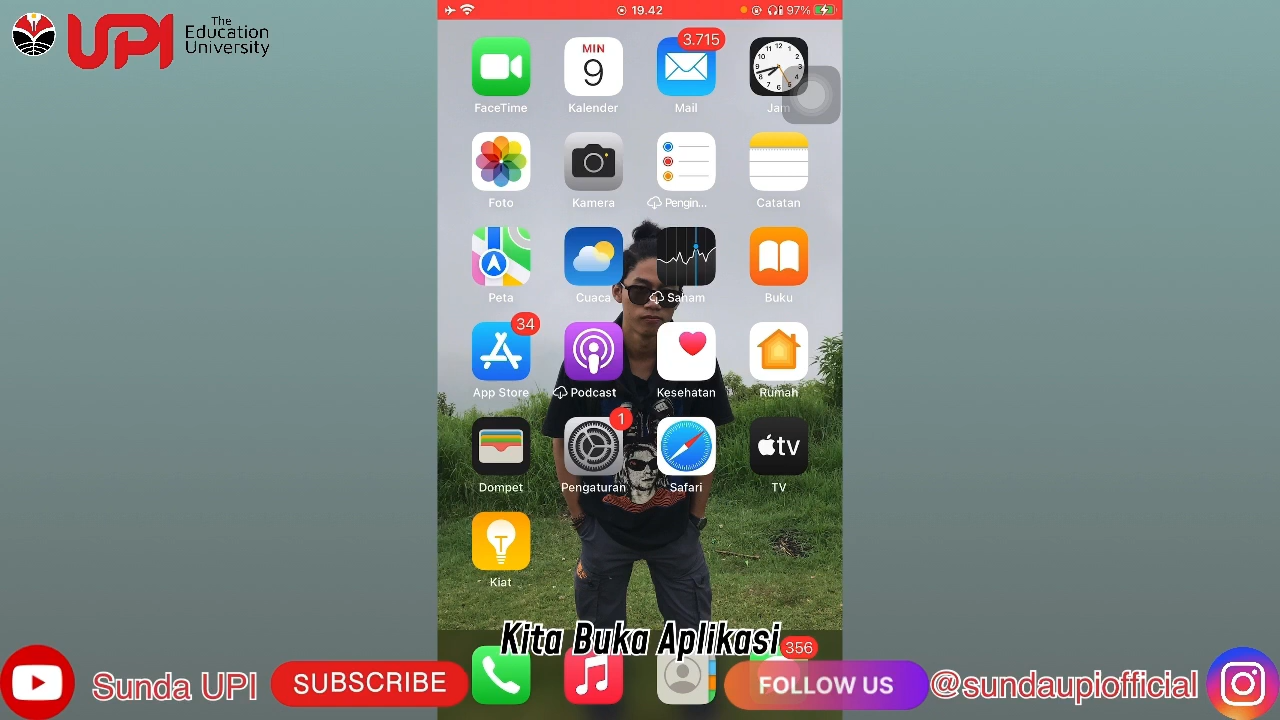 UPI
The
Education
University
19.42
97%
MIN
9
3.715
FaceTime
Kalender
Mail
Jam
Foto
Kamera
Pengin...
Catatan
Peta
Cuaca
Saham
Buku
34
App Store
Podcast
Kesehatan
Rumah
1
tv
Dompet
Pengaturan
Safari
TV
Kiat
Kita Buka Aplikasi
356
Sunda UPI
SUBSCRIBE
FOLLOW US
@sundaupiofficial